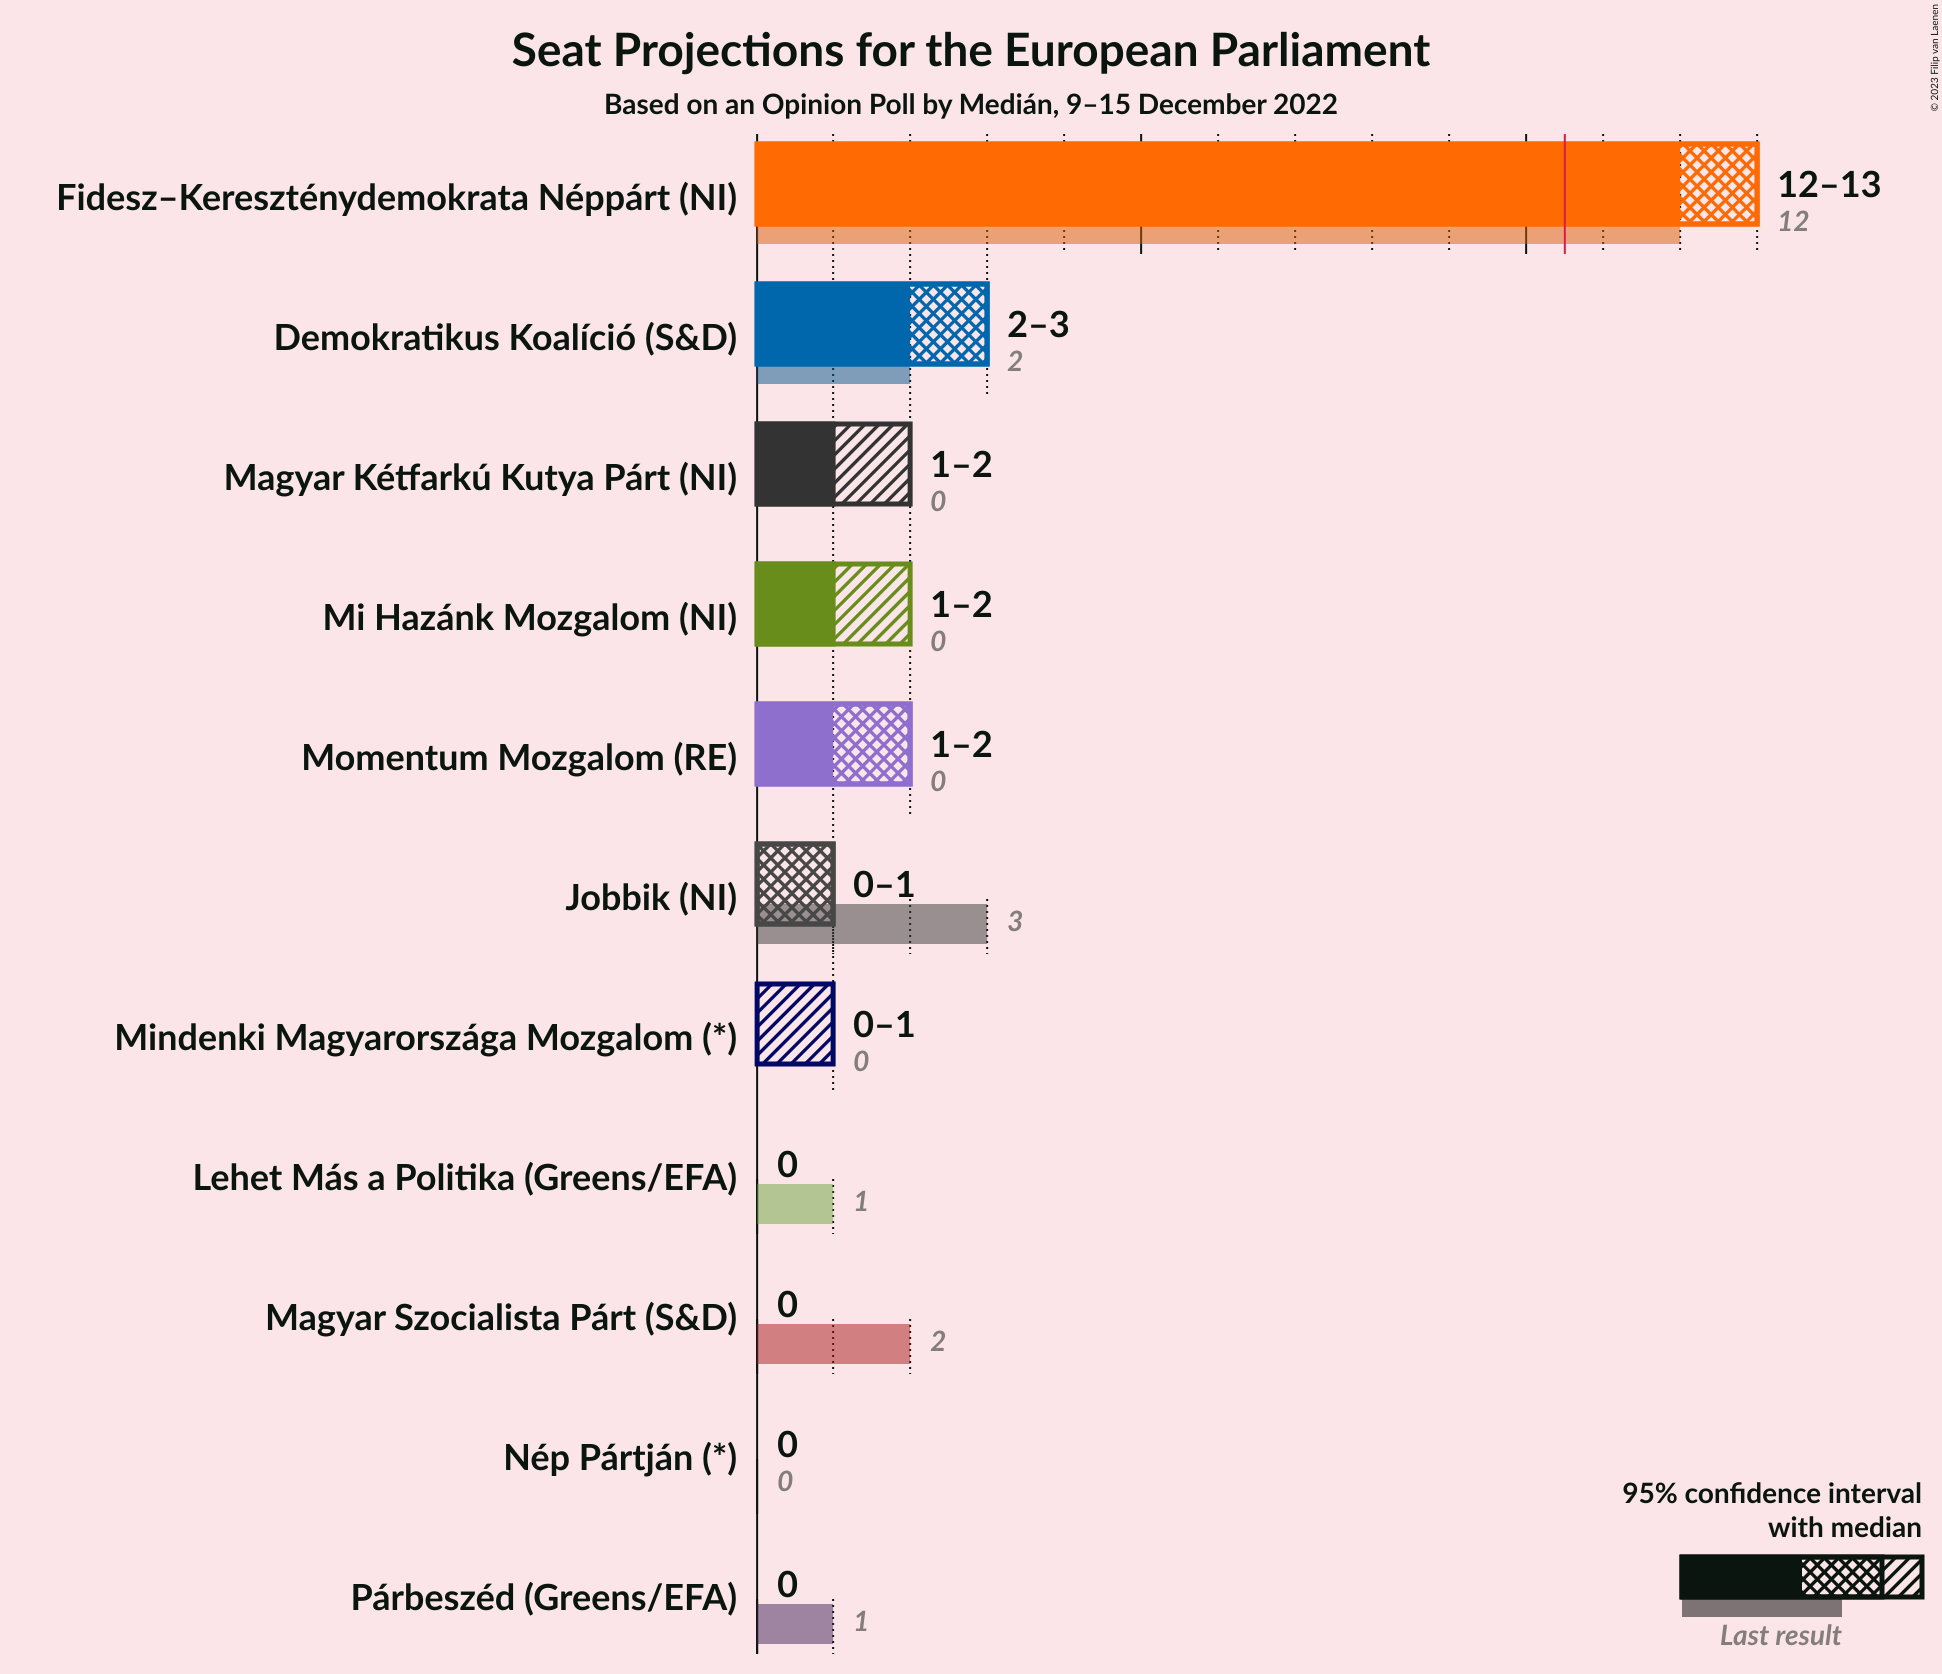 Seat Projections for the European Parliament
Based on an Opinion Poll by Medián, 9–15 December 2022
© 2023 Filip van Laenen
Fidesz–Kereszténydemokrata Néppárt (NI)
12–13
12
Demokratikus Koalíció (S&D)
2–3
2
Magyar Kétfarkú Kutya Párt (NI)
1–2
0
Mi Hazánk Mozgalom (NI)
1–2
0
Momentum Mozgalom (RE)
1–2
0
Jobbik (NI)
0–1
3
Mindenki Magyarországa Mozgalom (*)
0–1
0
Lehet Más a Politika (Greens/EFA)
0
1
Magyar Szocialista Párt (S&D)
0
2
Nép Pártján (*)
0
0
Párbeszéd (Greens/EFA)
0
1
95% confidence interval
with median
Last result